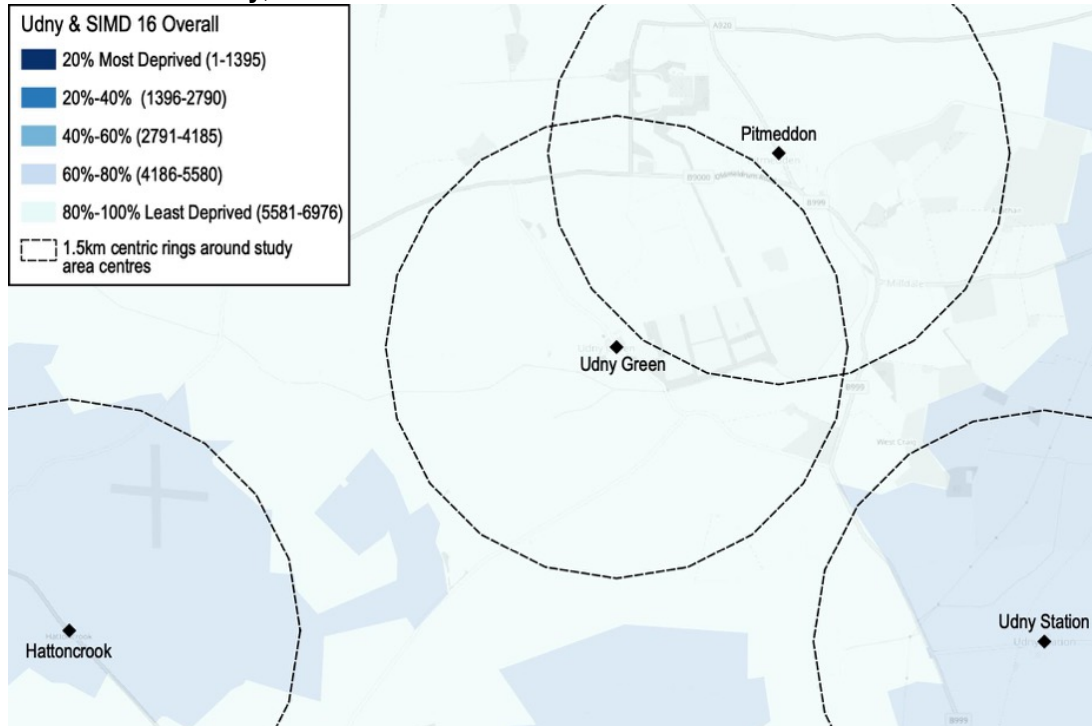 Udny & SIMD 16 Overall
20% Most Deprived (1-1395)
20%-40% (1396-2790)
40%-60% (2791-4185)
60%-80% (4186-5580)
80%-100% Least Deprived (5581-6976)
1.5km centric rings around study
area centres
A920
Pitmeddon
B9000
B999
Milldale
Udny Green
B999
West Craig
Hattoncrook
Hattoncrook
Udny Station
B999